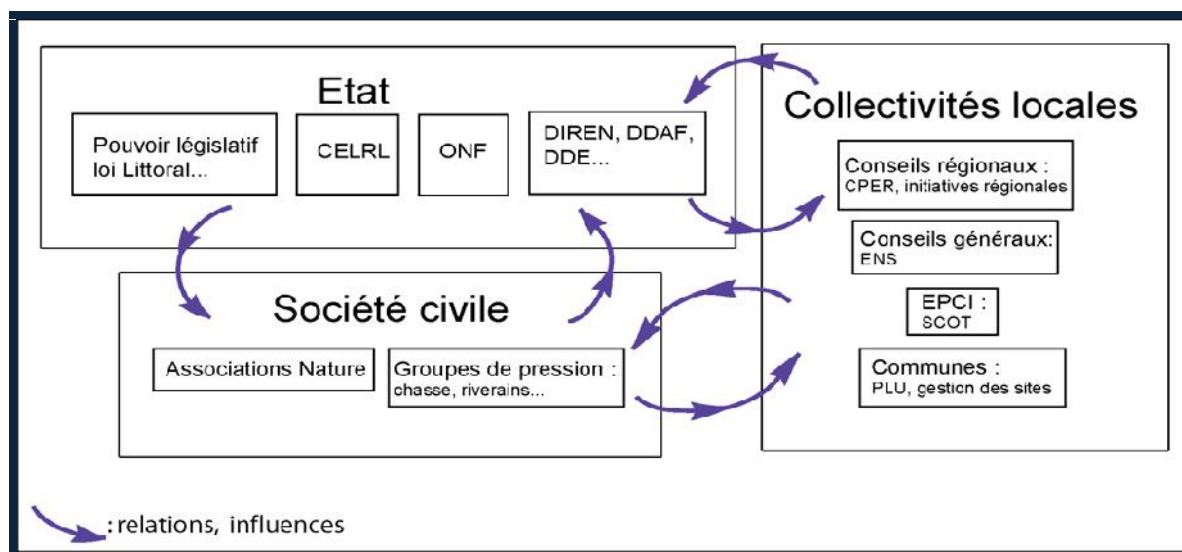 Etat
Pouvoir législatif
loi Littoral...
CELRL
ONF
DIREN, DDAF,
DDE...
Collectivités locales
Conseils régionaux :
CPER, initiatives régionales
Conseils généraux:
ENS
EPCI :
SCOT
Communes :
PLU, gestion des sites
Société civile
Associations Nature
Groupes de pression :
chasse, riverains...
: relations, influences